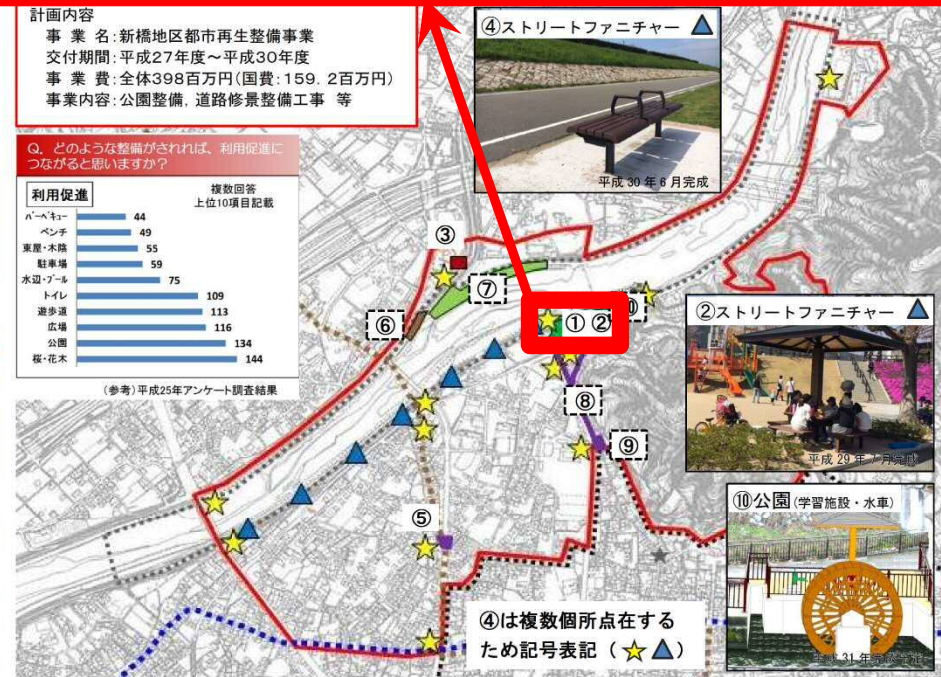 計画内容
事 業 名：新橋地区都市再生整備事業
交付期間：平成27年度～平成30年度
事 業 費：全体398百万円（国費：159．2百万円）
事業内容：公園整備，道路修景整備工事 等
Q．どのような整備がされれば、利用促進に
つながると思いますか？
利用促進
複数回答
上位10項目記載
バーベキュー 44
ベンチ 49
東屋・木陰 55
駐車場 59
水辺・プール 75
トイレ 109
遊歩道 113
広場 116
公園 134
桜・花木 144
（参考）平成25年アンケート調査結果
④ストリートファニチャー
平成 30 年 6 月完成
③
⑦
⑥
① ②
⑩
②ストリートファニチャー
平成 29 年 7 月完成
⑧
⑨
⑤
⑩公園（学習施設・水車）
平成 31 年完成予定
④は複数個所点在する
ため記号表記（☆▲）